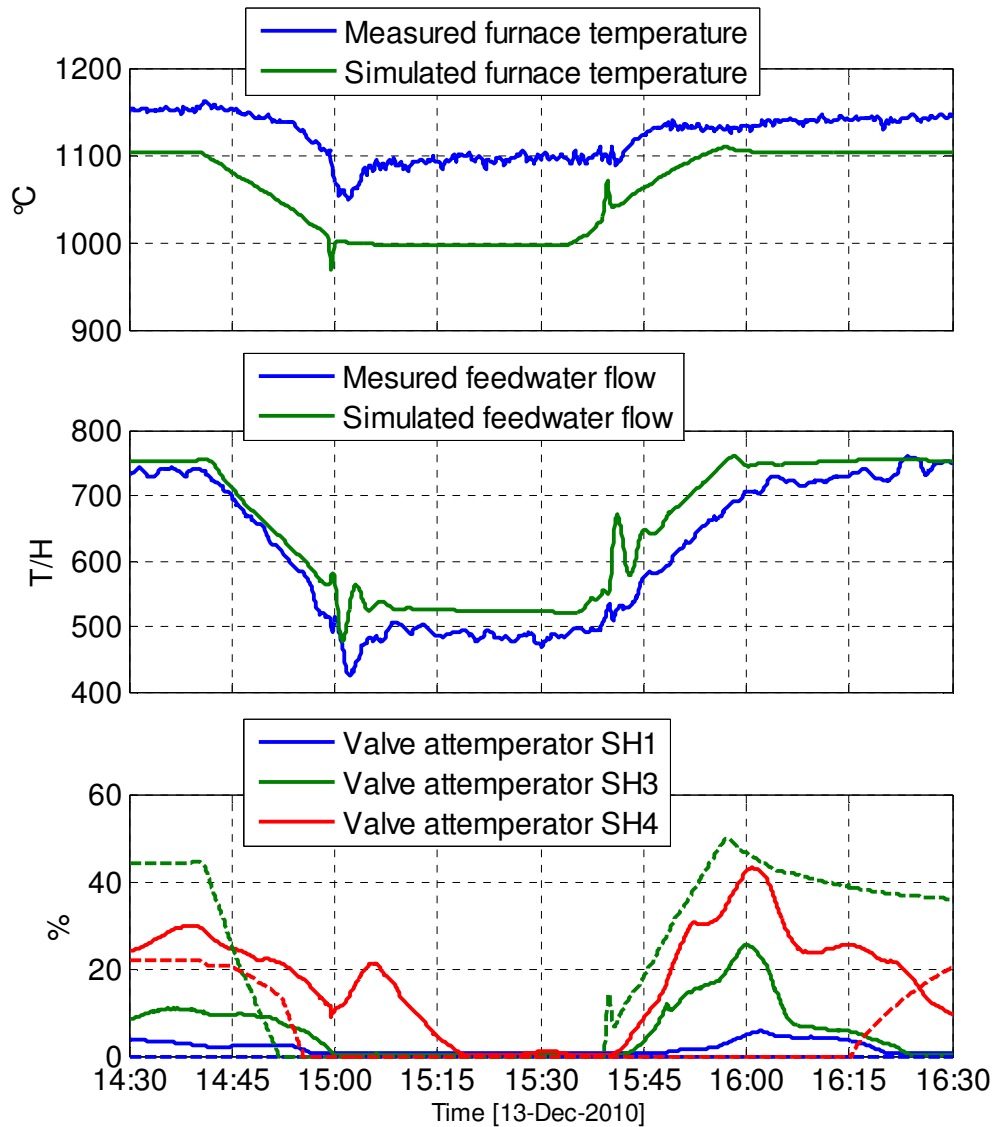 Measured furnace temperature
Simulated furnace temperature
1200
1100
1000
900
°C
Mesured feedwater flow
Simulated feedwater flow
800
700
600
500
400
T/H
Valve attemperator SH1
Valve attemperator SH3
Valve attemperator SH4
60
40
20
0
%
14:30 14:45 15:00 15:15 15:30 15:45 16:00 16:15 16:30
Time [13-Dec-2010]